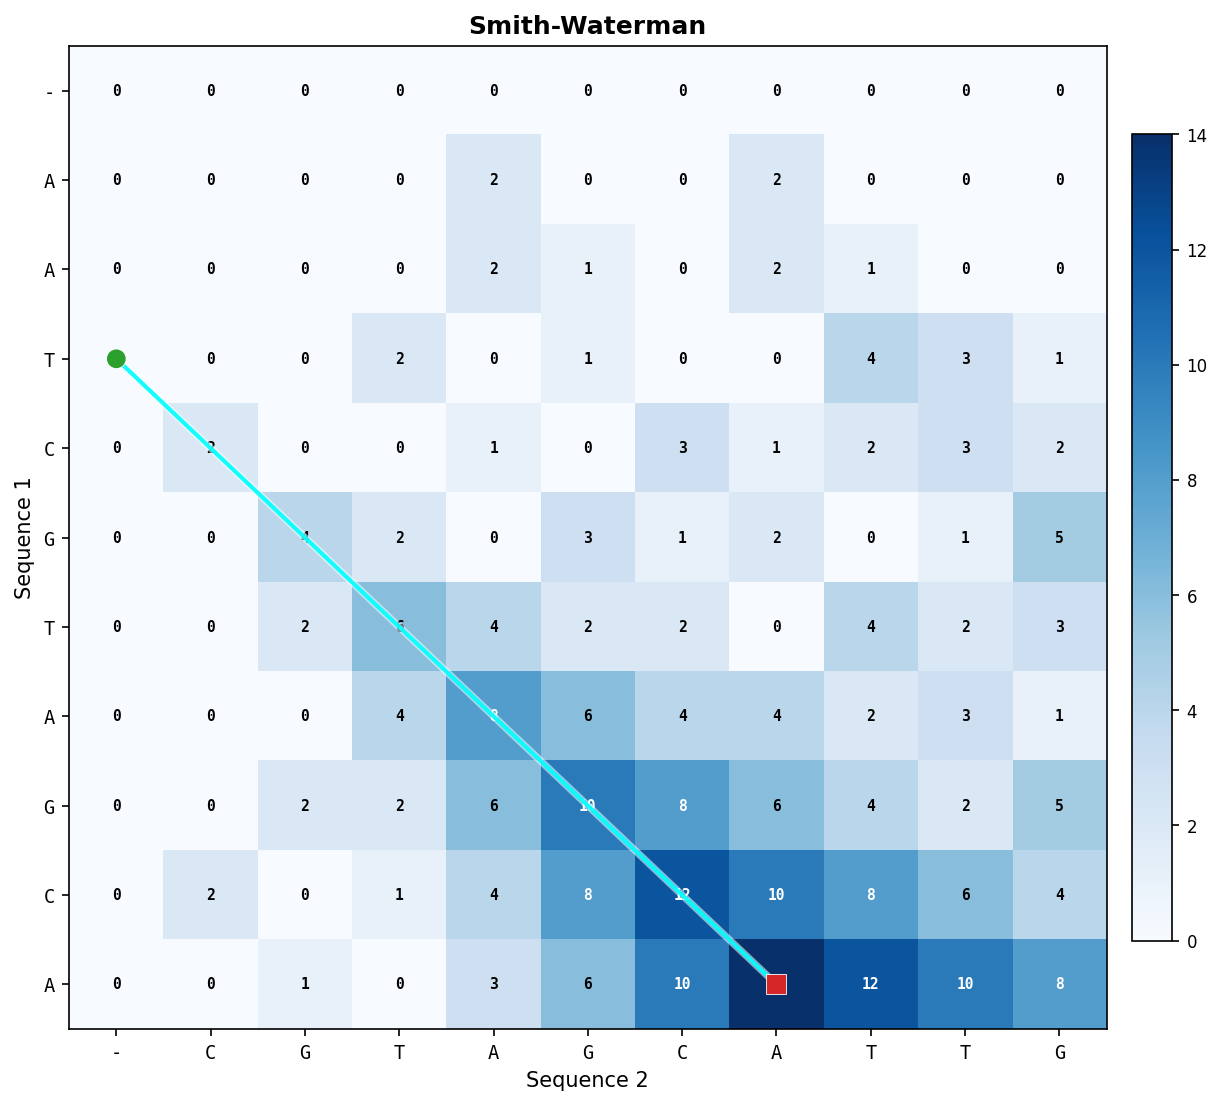 Smith-Waterman
- 0 0 0 0 0 0 0 0 0 0 0
A 0 0 0 0 2 0 0 2 0 0 0
A 0 0 0 0 2 1 0 2 1 0 0
T 0 0 2 0 1 0 0 4 3 1
C 0 2 0 0 1 0 3 1 2 3 2
G 0 0 4 2 0 3 1 2 0 1 5
T 0 0 2 6 4 2 2 0 4 2 3
A 0 0 0 4 8 6 4 4 2 3 1
G 0 0 2 2 6 10 8 6 4 2 5
C 0 2 0 1 4 8 12 10 8 6 4
A 0 0 1 0 3 6 10 12 10 8
- C G T A G C A T T G
Sequence 2
Sequence 1
14
12
10
8
6
4
2
0